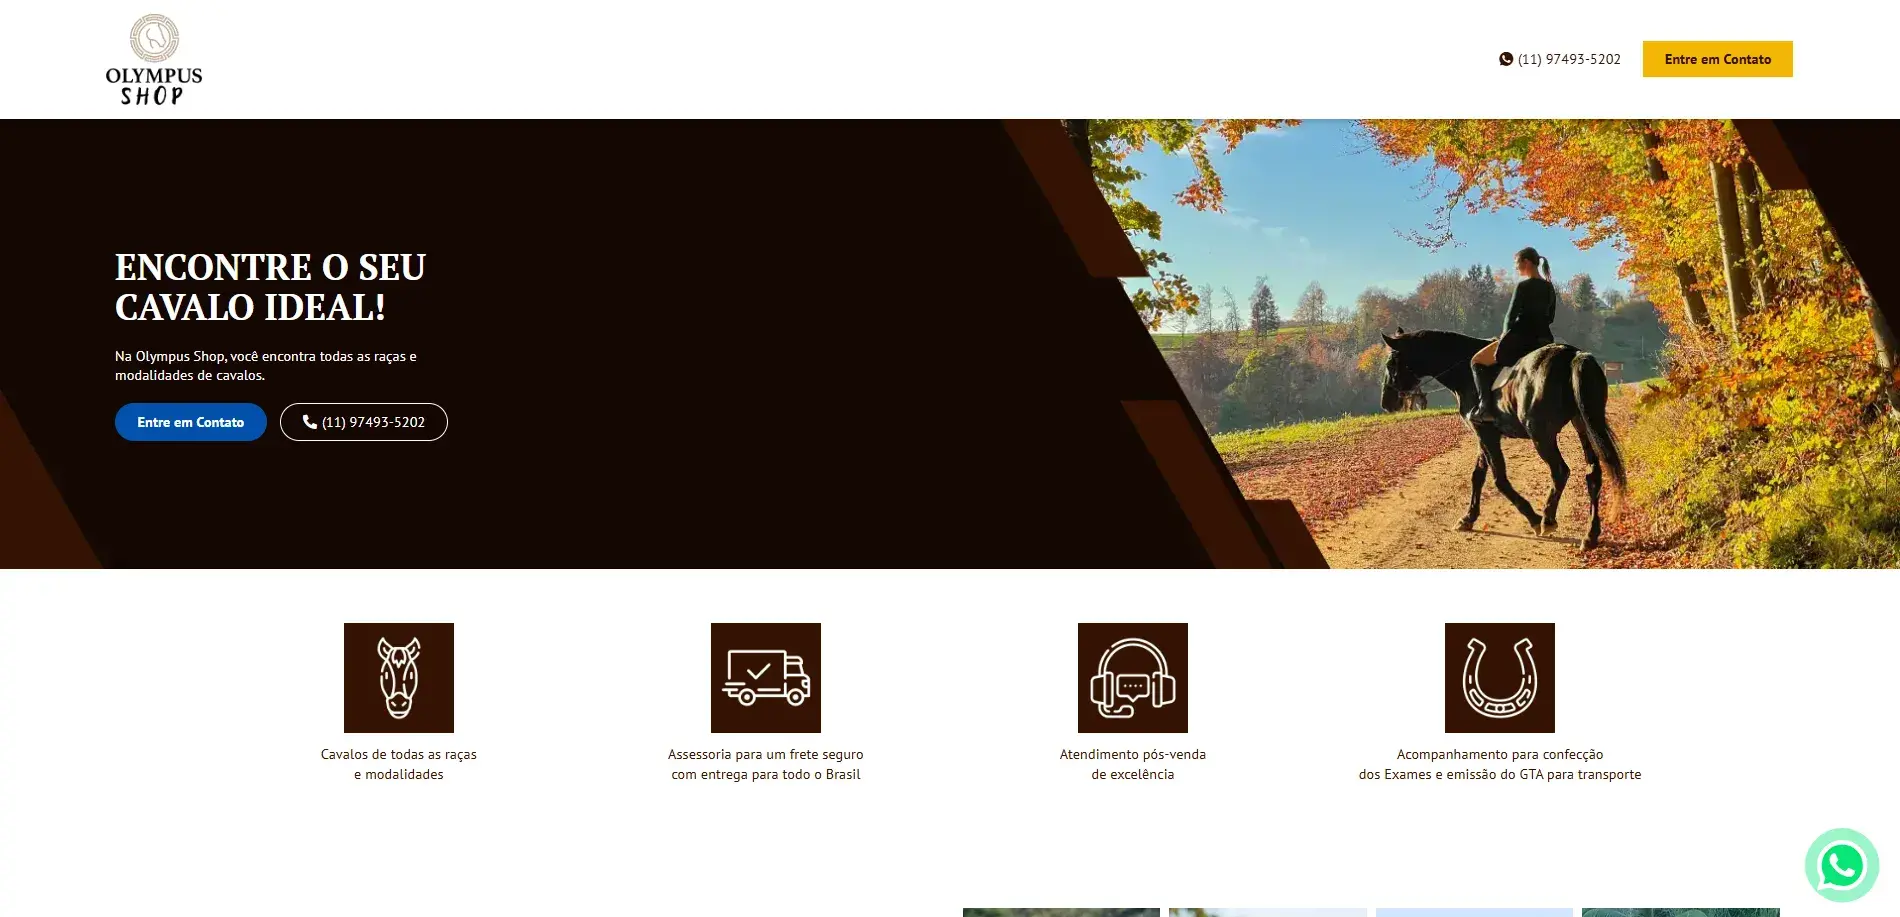 OLYMPUS
SHOP
(11) 97493-5202
Entre em Contato
ENCONTRE O SEU
CAVALO IDEAL!
Na Olympus Shop, você encontra todas as raças e
modalidades de cavalos.
Entre em Contato
(11) 97493-5202
Cavalos de todas as raças
e modalidades
Assessoria para um frete seguro
com entrega para todo o Brasil
Atendimento pós-venda
de excelência
Acompanhamento para confecção
dos Exames e emissão do GTA para transporte